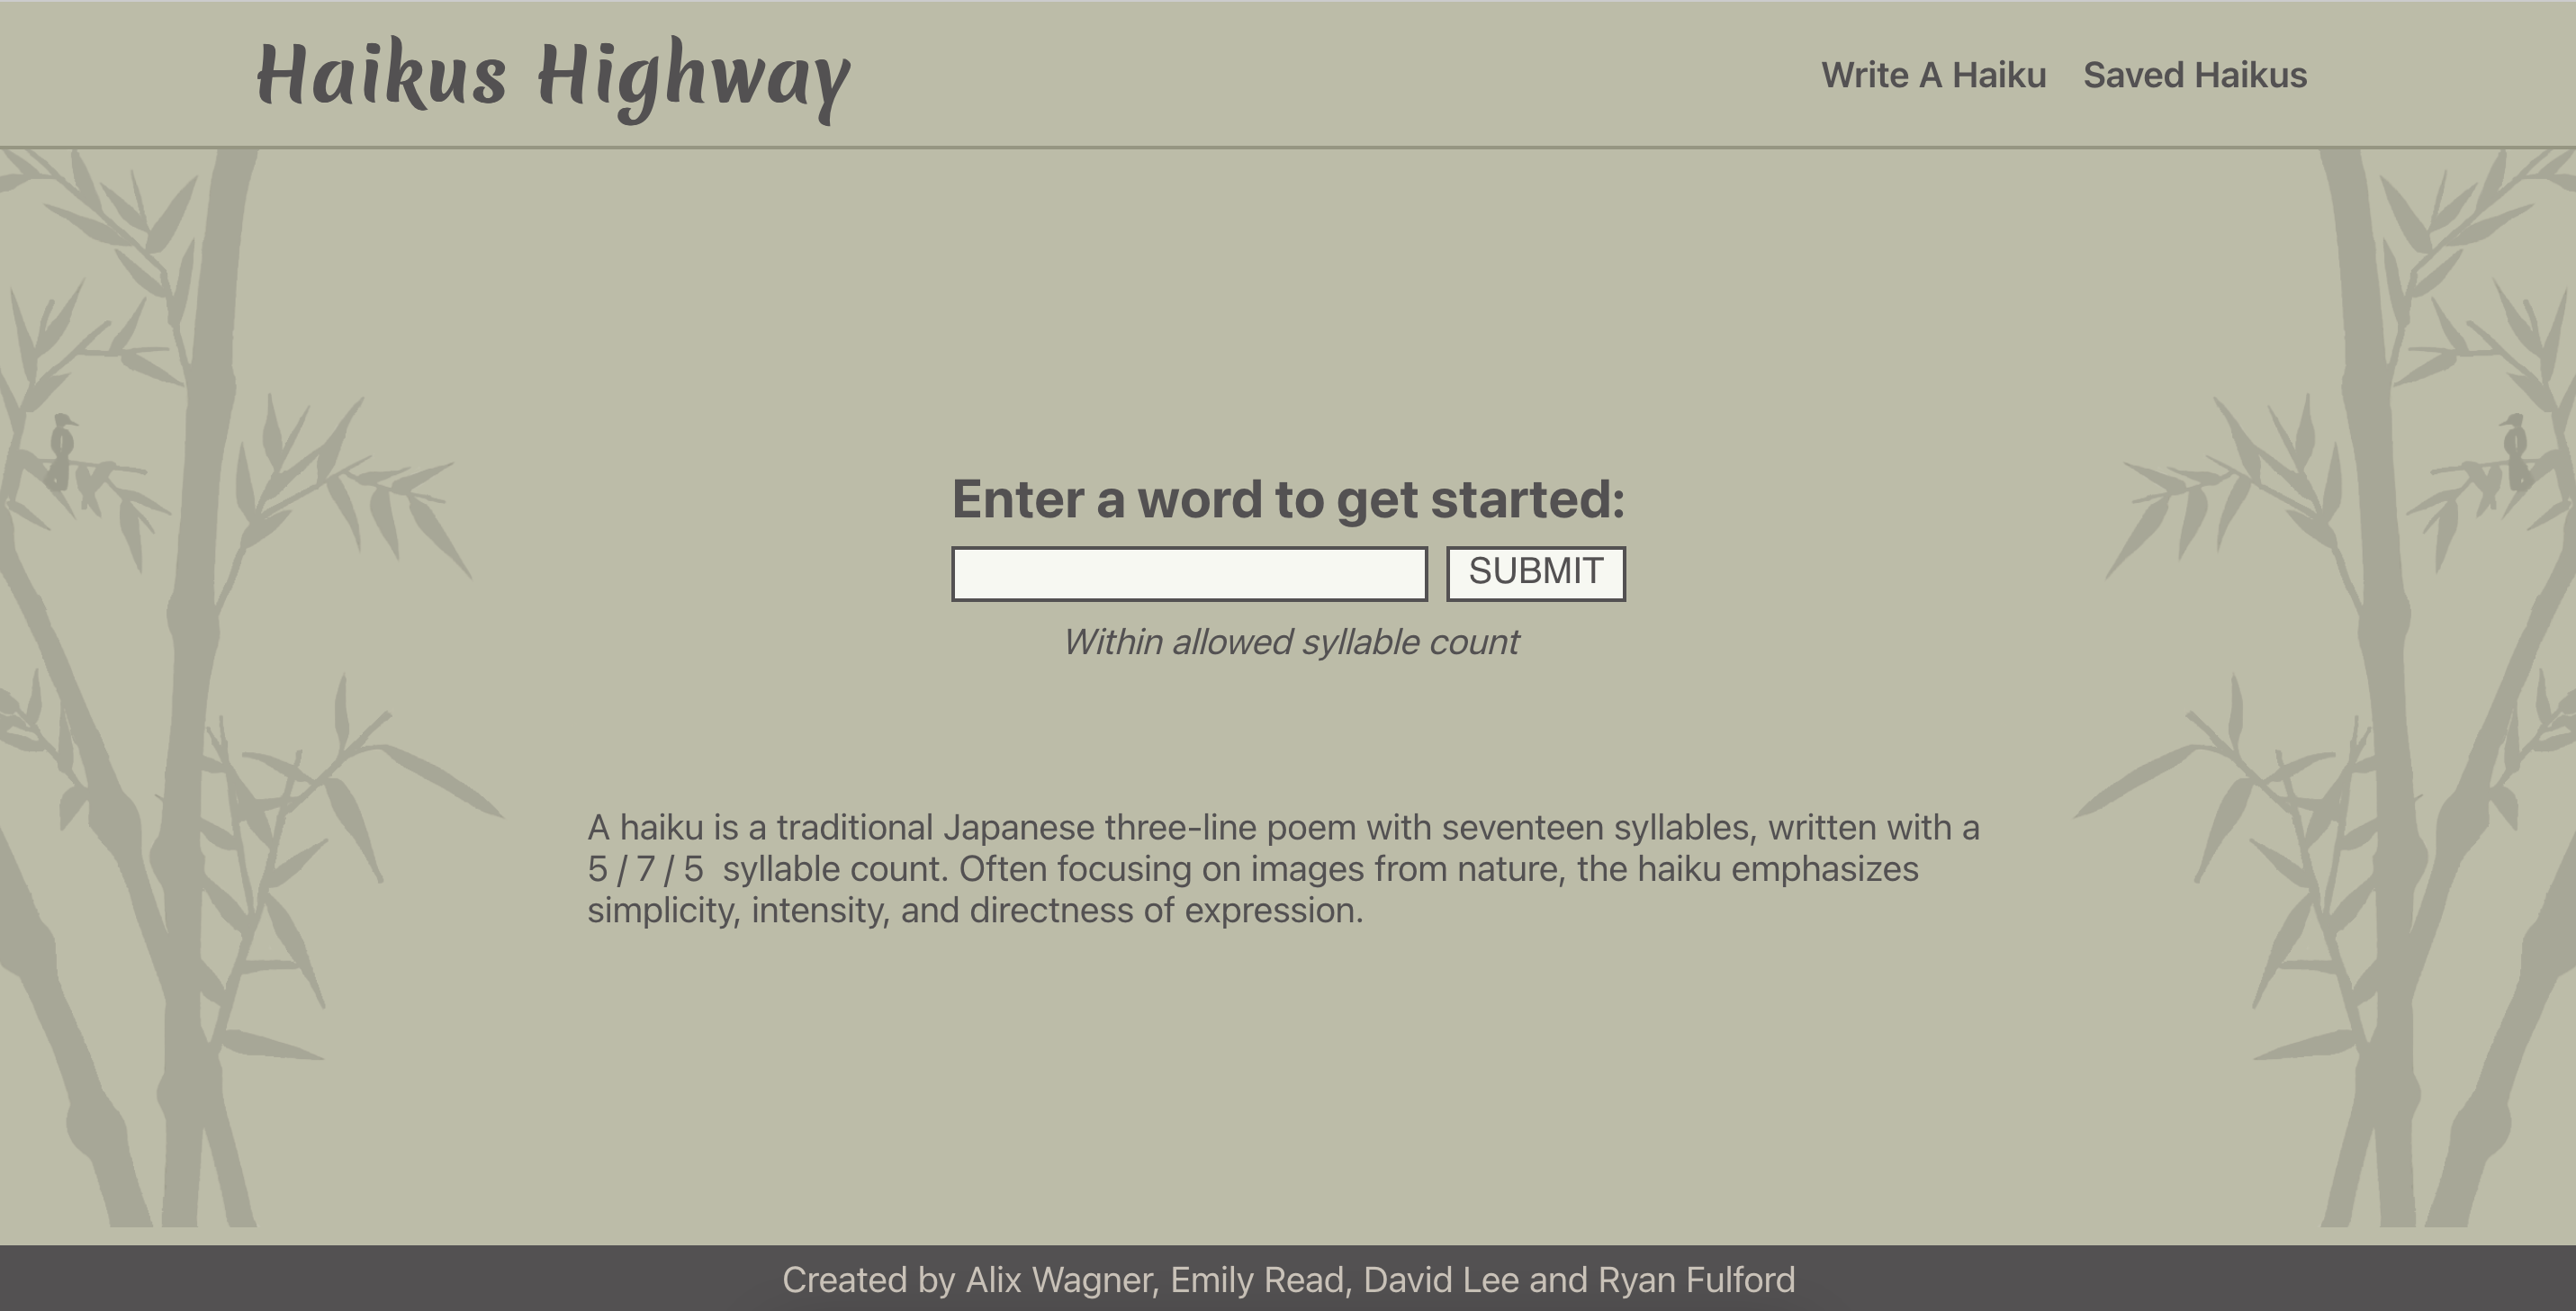 Haikus Highway
Write A Haiku
Saved Haikus
Enter a word to get started:
SUBMIT
Within allowed syllable count
A haiku is a traditional Japanese three-line poem with seventeen syllables, written with a
5 / 7 / 5  syllable count. Often focusing on images from nature, the haiku emphasizes
simplicity, intensity, and directness of expression.
Created by Alix Wagner, Emily Read, David Lee and Ryan Fulford